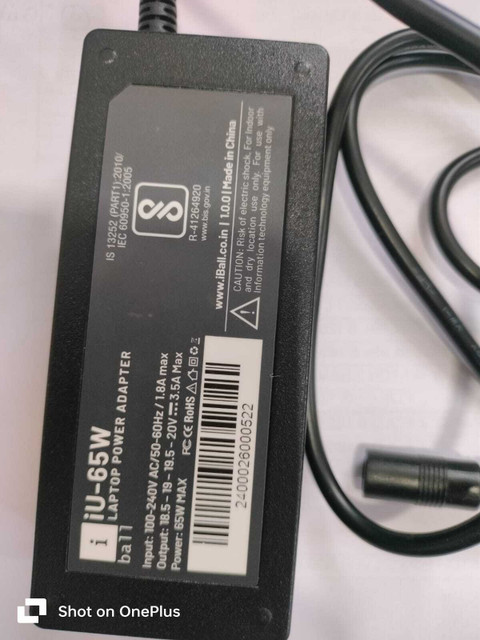 i
ball
iU-65W
LAPTOP POWER ADAPTER
Input: 100-240V AC/50-60Hz / 1.8A max
Output: 18.5 - 19 - 19.5 - 20V ⎓ 3.5A Max
Power: 65W MAX
FC CE RoHS
2400026000522
IS 13252 (PART1):2010/
IEC 60950-1:2005
R-41264920
www.bis.gov.in
www.iBall.co.in | 1.0.0 | Made in China
CAUTION: Risk of electric shock. For Indoor
and dry location use only. For use with
Information technology equipment only
Shot on OnePlus